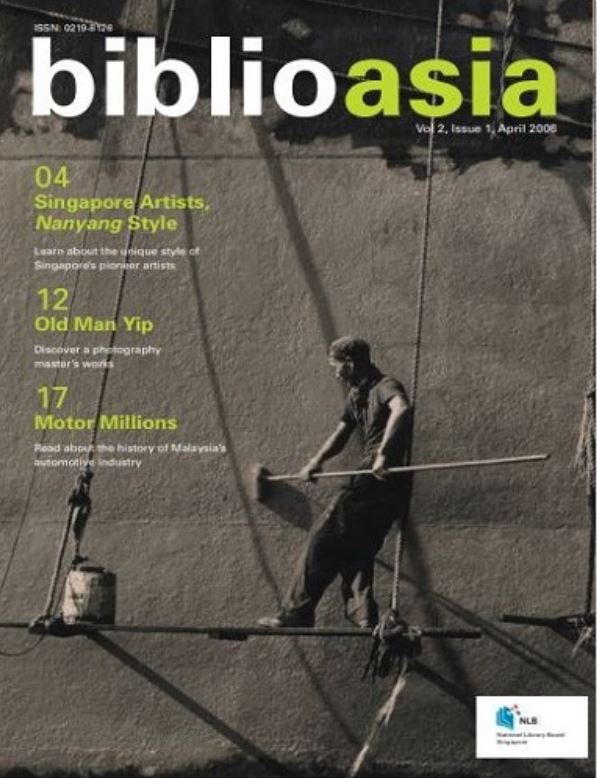 ISSN: 0219-8126
biblioasia
Vol 2, Issue 1, April 2006
04
Singapore Artists,
Nanyang Style
Learn about the unique style of
Singapore's pioneer artists
12
Old Man Yip
Discover a photography
master's works
17
Motor Millions
Read about the history of Malaysia's
automotive industry
NLB
National Library Board
Singapore